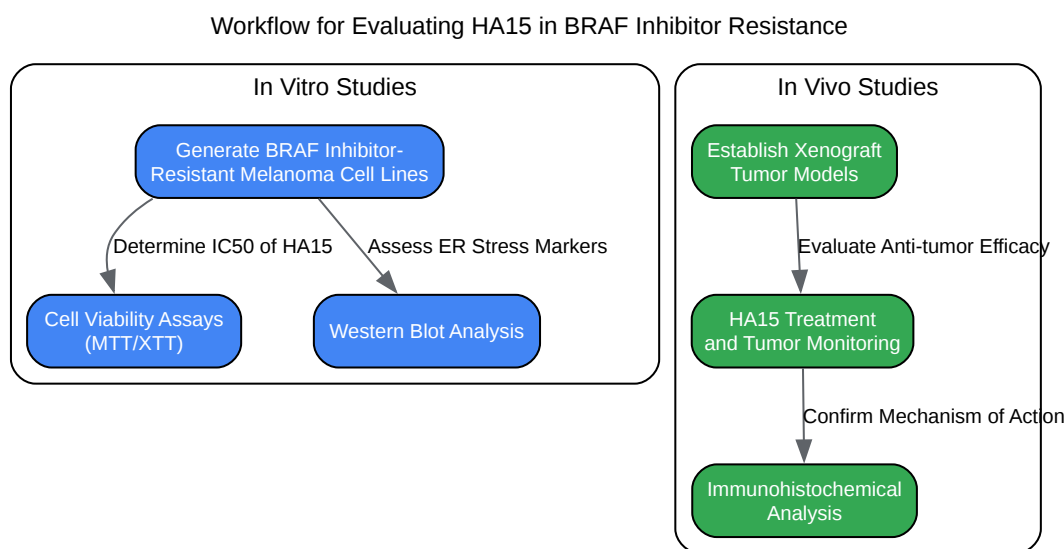 Workflow for Evaluating HA15 in BRAF Inhibitor Resistance
In Vitro Studies
Generate BRAF Inhibitor-
Resistant Melanoma Cell Lines
Determine IC50 of HA15
Assess ER Stress Markers
Cell Viability Assays
(MTT/XTT)
Western Blot Analysis
In Vivo Studies
Establish Xenograft
Tumor Models
Evaluate Anti-tumor Efficacy
HA15 Treatment
and Tumor Monitoring
Confirm Mechanism of Action
Immunohistochemical
Analysis